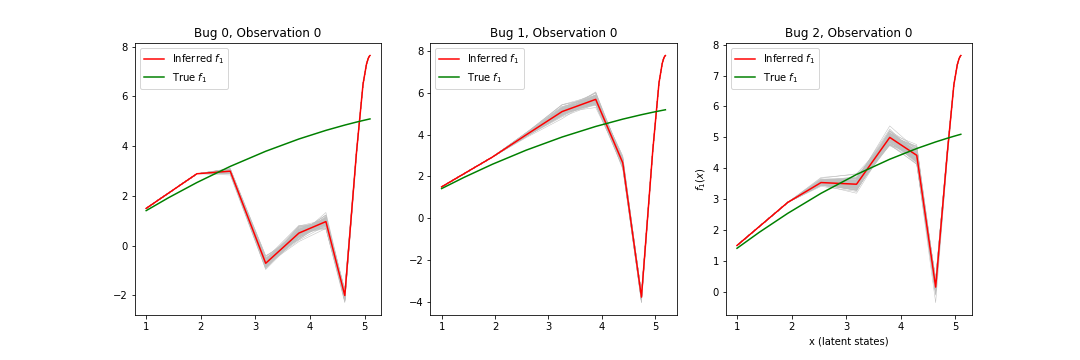 Bug 0, Observation 0
Inferred f₁
True f₁
8
6
4
2
0
−2
1 2 3 4 5
Bug 1, Observation 0
Inferred f₁
True f₁
8
6
4
2
0
−2
−4
1 2 3 4 5
Bug 2, Observation 0
Inferred f₁
True f₁
f₁(x)
8
7
6
5
4
3
2
1
0
1 2 3 4 5
x (latent states)